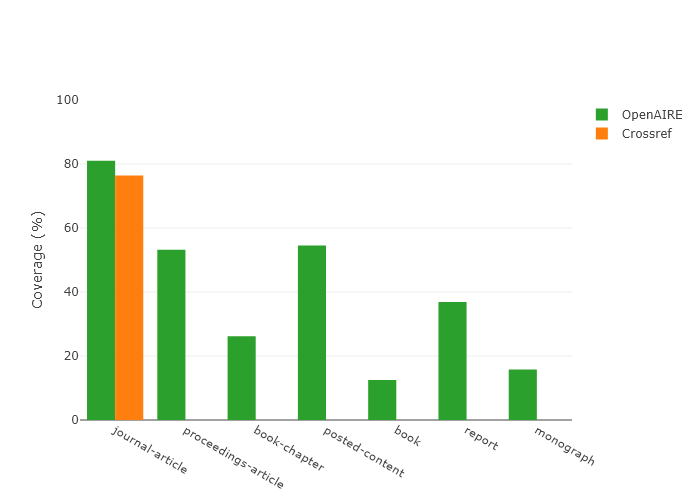 100
80
60
40
20
0
Coverage (%)
journal-article
proceedings-article
book-chapter
posted-content
book
report
monograph
OpenAIRE
Crossref